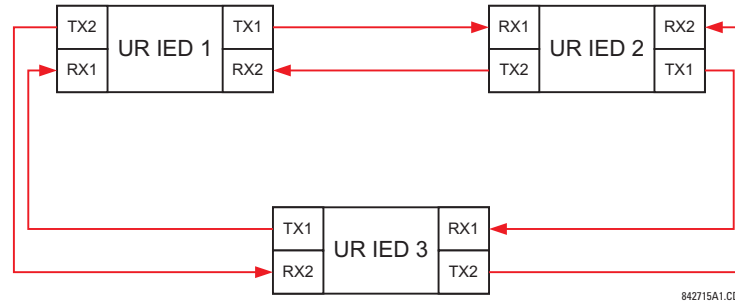 TX2 UR IED 1 TX1
RX1 RX2
RX1 UR IED 2 RX2
TX2 TX1
TX1 UR IED 3 RX1
RX2 TX2
842715A1.CD